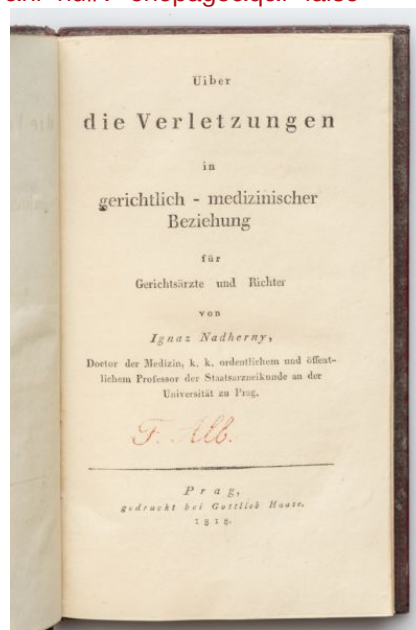 Uiber
die Verletzungen
in
gerichtlich - medizinischer
Beziehung
für
Gerichtsärzte und Richter
von
Ignaz Nadherny,
Doctor der Medizin, k. k. ordentlichem und öffent-
lichem Professor der Staatsarzneikunde an der
Universität zu Prag.
F. Alb.
Prag,
gedruckt bei Gottlieb Haase.
1818.